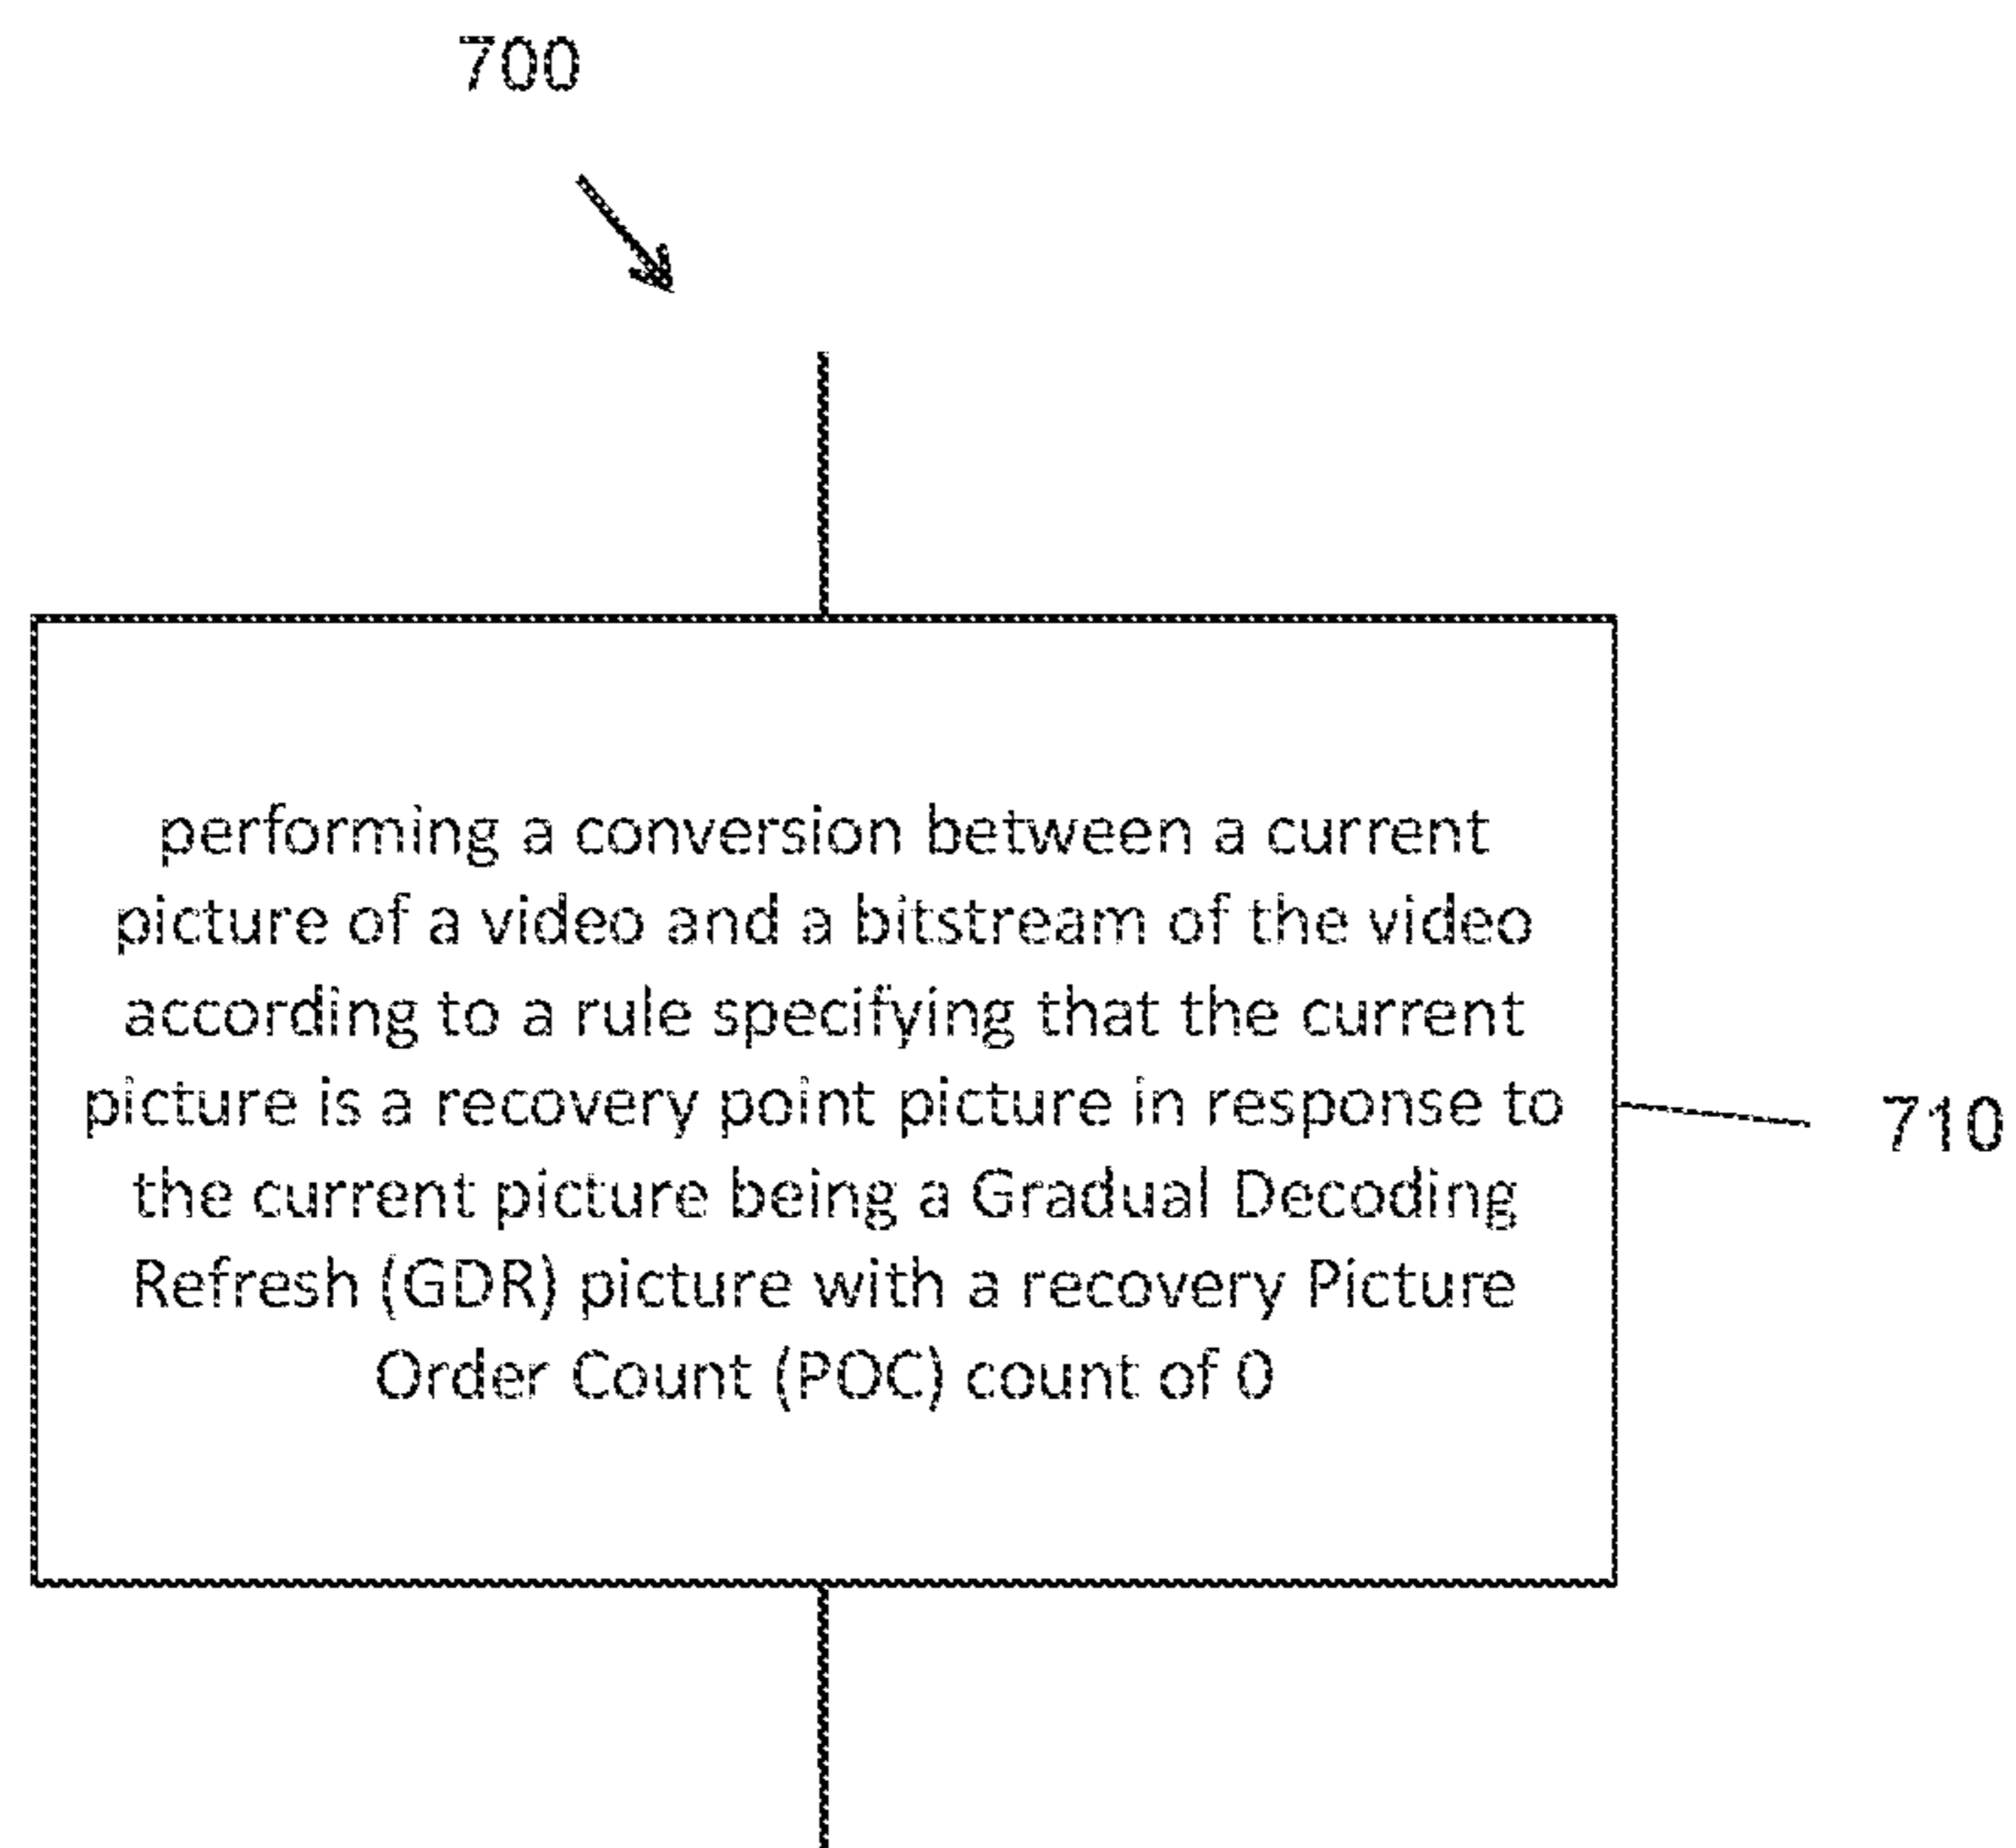 700
performing a conversion between a current
picture of a video and a bitstream of the video
according to a rule specifying that the current
picture is a recovery point picture in response to
the current picture being a Gradual Decoding
Refresh (GDR) picture with a recovery Picture
Order Count (POC) count of 0
710